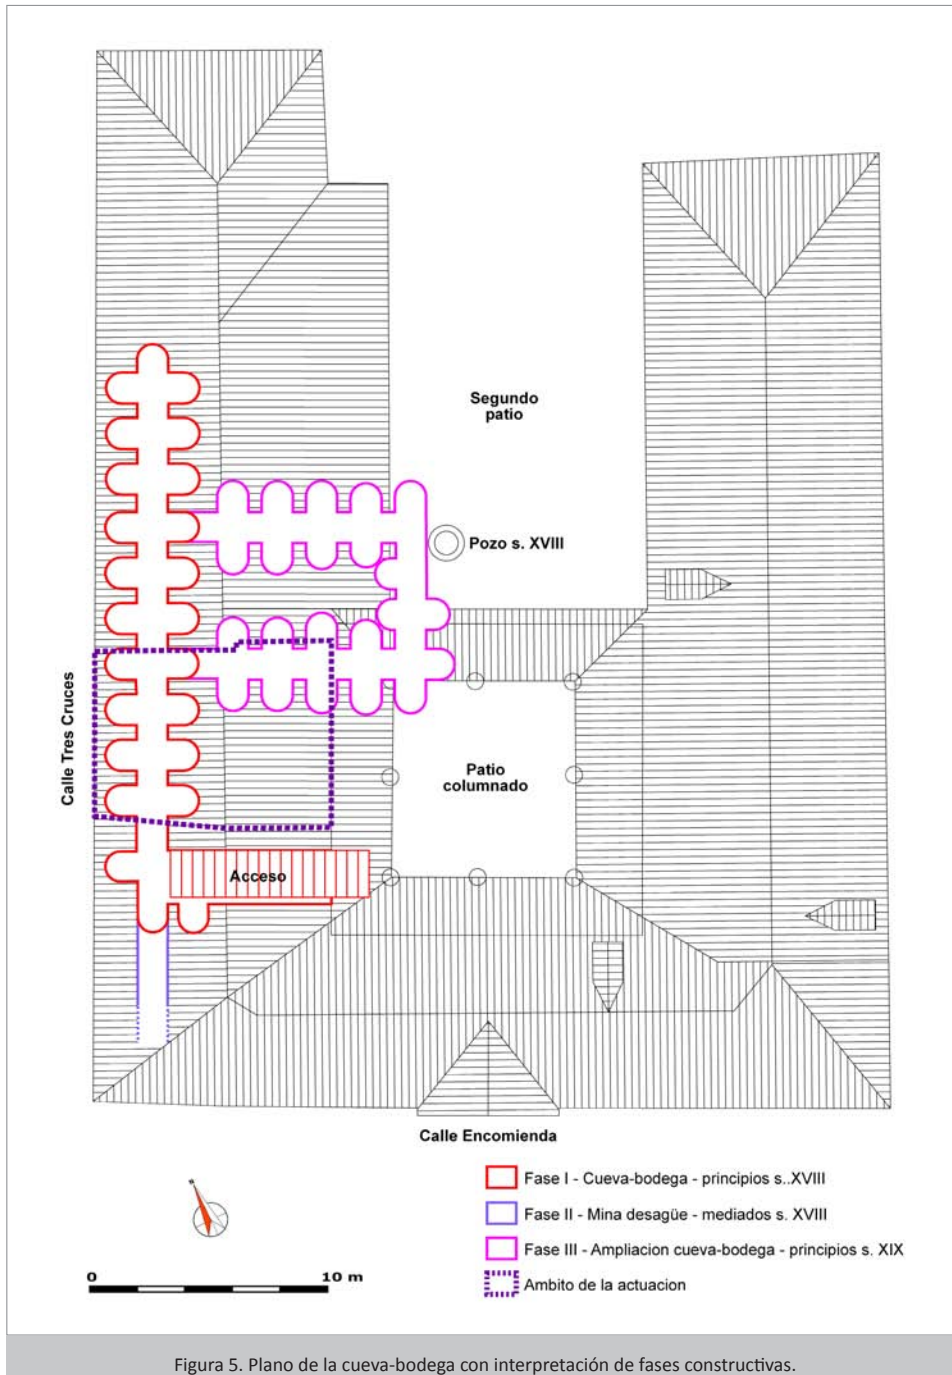 Segundo
patio
Pozo s. XVIII
Calle Tres Cruces
Patio
columnado
Acceso
Calle Encomienda
Fase I - Cueva-bodega - principios s..XVIII
Fase II - Mina desagüe - mediados s. XVIII
Fase III - Ampliacion cueva-bodega - principios s. XIX
Ambito de la actuacion
0 10 m
Figura 5. Plano de la cueva-bodega con interpretación de fases constructivas.